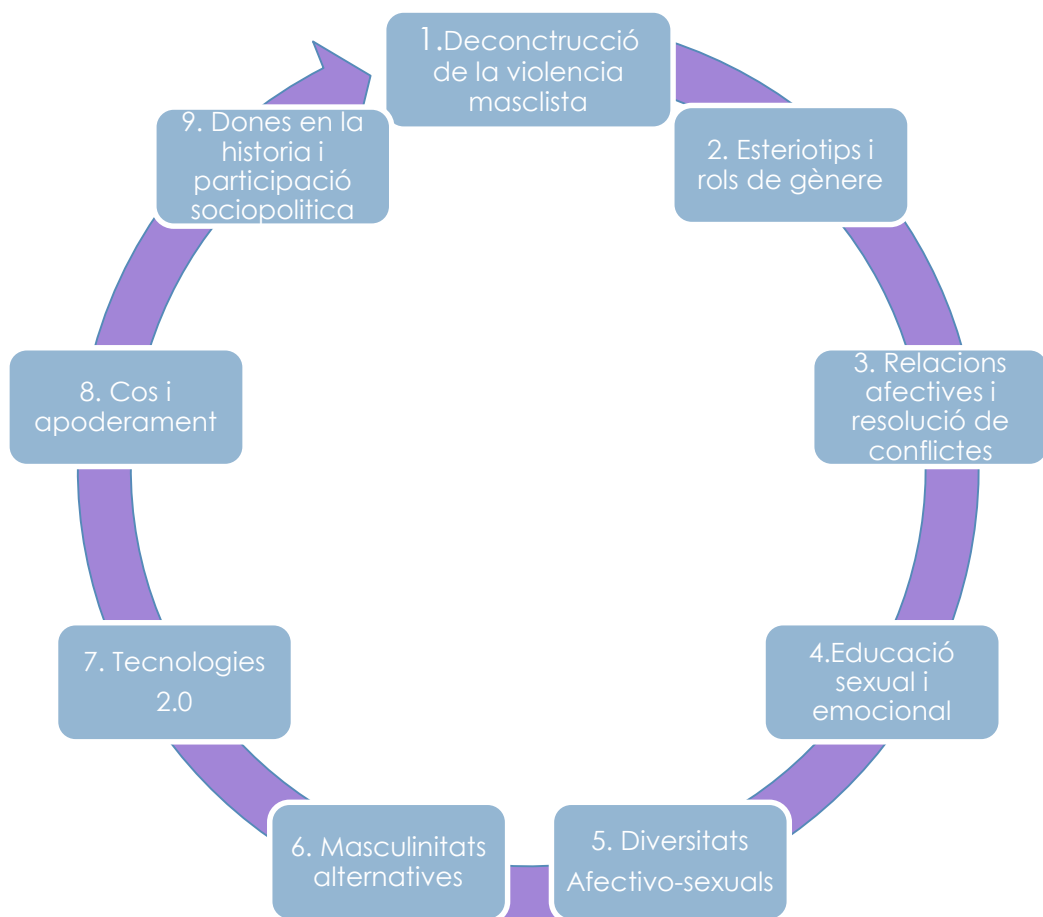 1.Deconctrucció
de la violencia
masclista
2. Esteriotips i
rols de gènere
3. Relacions
afectives i
resolució de
conflictes
4.Educació
sexual i
emocional
5. Diversitats
Afectivo-sexuals
6. Masculinitats
alternatives
7. Tecnologies
2.0
8. Cos i
apoderament
9. Dones en la
historia i
participació
sociopolitica